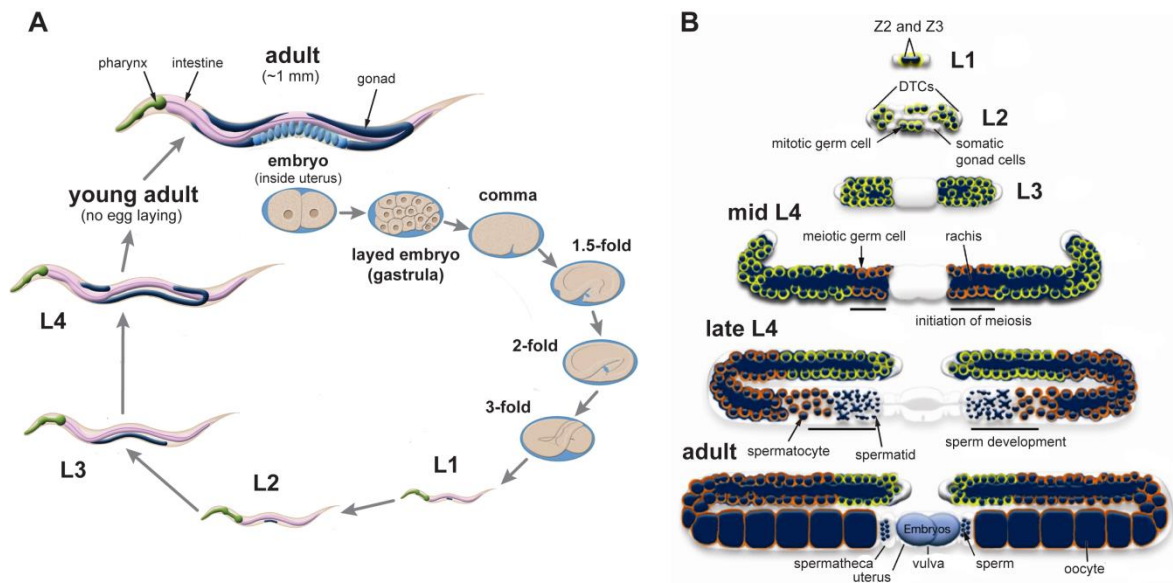 A
adult
(~1 mm)
pharynx
intestine
gonad
embryo
(inside uterus)
young adult
(no egg laying)
comma
layed embryo
(gastrula)
1.5-fold
L4
2-fold
3-fold
L3
L2
L1
B
Z2 and Z3
L1
DTCs
L2
mitotic germ cell
somatic
gonad cells
L3
mid L4
meiotic germ cell
rachis
initiation of meiosis
late L4
spermatocyte
spermatid
sperm development
adult
Embryos
spermatheca
uterus
vulva
sperm
oocyte